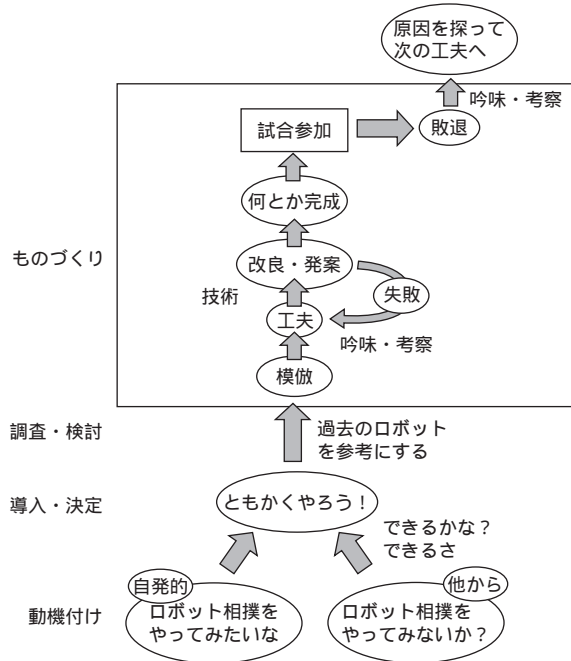 原因を探って
次の工夫へ
吟味・考察
試合参加
敗退
何とか完成
ものづくり
改良・発案
技術
失敗
工夫
吟味・考察
模倣
調査・検討
過去のロボット
を参考にする
導入・決定
ともかくやろう！
できるかな？
できるさ
自発的
他から
動機付け
ロボット相撲を
やってみたいな
ロボット相撲を
やってみないか？